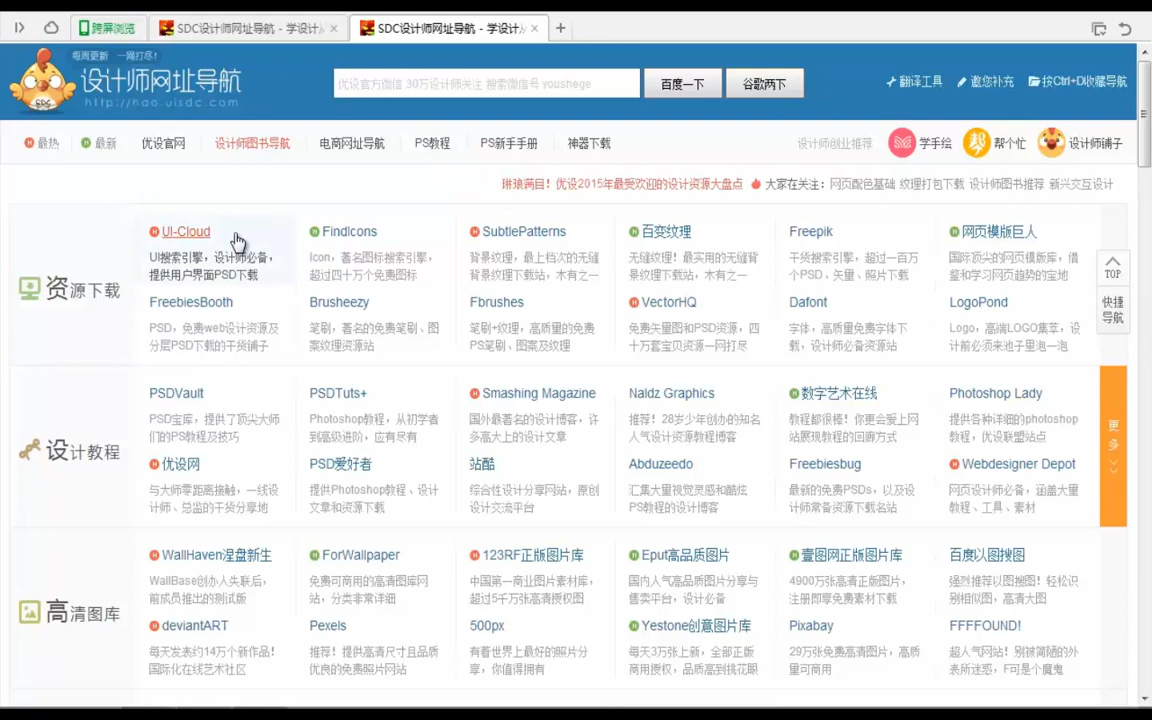 跨屏浏览
SDC设计师网址导航 - 学设计从
SDC设计师网址导航 - 学设计从
每周更新 一网打尽!
设计师网址导航
http://hao.uisdc.com
SDC
优设官方微信 30万设计师关注 搜索微信号 youshege
百度一下
谷歌两下
翻译工具
邀您补充
按Ctrl+D收藏导航
最热
最新
优设官网
设计师图书导航
电商网址导航
PS教程
PS新手手册
神器下载
设计师创业推荐
学手绘
帮个忙
设计师铺子
琳琅满目!优设2015年最受欢迎的设计资源大盘点
大家在关注: 网页配色基础 纹理打包下载 设计师图书推荐 新兴交互设计
资源下载
UI-Cloud
UI搜索引擎,设计师必备,
提供用户界面PSD下载
FindIcons
Icon,著名图标搜索引擎,
超过四十万个免费图标
SubtlePatterns
背景纹理,最上档次的无缝
背景纹理下载站,木有之一
百变纹理
无缝纹理!最实用的无缝砌
背景纹理下载站,木有之一
Freepik
干货搜索引擎,超过一百万
个PSD、矢量、照片下载
网页模版巨人
国际顶尖的网页模版库,借
鉴和学习网页趋势的宝地
FreebiesBooth
PSD,免费web设计资源及
分层PSD下载的干货铺子
Brusheezy
笔刷,著名的免费笔刷、图
案纹理资源站
Fbrushes
笔刷+纹理,高质量的免费
PS笔刷、图案及纹理
VectorHQ
免费矢量图和PSD资源,四
十万套宝贝资源一网打尽
Dafont
字体,高质量免费字体下
载,设计师必备资源站
LogoPond
Logo,高端LOGO集萃,设
计前必须来池子里泡一泡
TOP
快捷
导航
设计教程
PSDVault
PSD宝库,提供了顶尖大师
们的PS教程及技巧
PSDTuts+
Photoshop教程,从初学者
到高级进阶,应有尽有
Smashing Magazine
国外最著名的设计博客,许
多高大上的设计文章
Naldz Graphics
推荐!28岁少年创办的知名
人气设计资源教程博客
数字艺术在线
教程都很棒!你更会爱上网
站展现教程的回廊方式
Photoshop Lady
提供各种详细的photoshop
教程,优设联盟站点
优设网
与大师零距离接触,一线设
计师、总监的干货分享地
PSD爱好者
提供Photoshop教程、设计
文章和资源下载
站酷
综合性设计分享网站,原创
设计交流平台
Abduzeedo
汇集大量视觉灵感和酷炫
PS教程的设计博客
Freebiesbug
最新的免费PSDs,以及设
计师常备资源下载名站
Webdesigner Depot
网页设计师必备,涵盖大量
教程、工具、素材
更多
高清图库
WallHaven涅盘新生
WallBase创办人失联后,
前成员推出的测试版
ForWallpaper
免费可商用的高清图库网
站,分类非常详细
123RF正版图片库
中国第一商业图片素材库,
超过5千万张高清授权图
Eput高品质图片
国内人气高品质图片分享与
售卖平台,设计必备
壹图网正版图片库
4900万张高清正版图片,
注册即享免费素材下载
百度以图搜图
强烈推荐以图搜图!轻松识
别相似图,高清大图
deviantART
每天发表约14万个新作品!
国际化在线艺术社区
Pexels
推荐!提供高清尺寸且品质
优良的免费照片网站
500px
有着世界上最好的照片分
享,你值得拥有
Yestone创意图片库
每天3万张上新,全部正版
商用授权,品质高到挑花眼
Pixabay
29万张免费高清图片,高质
量可商用
FFFFOUND!
超人气网站!别被简陋的外
表所迷惑,F可是个魔鬼